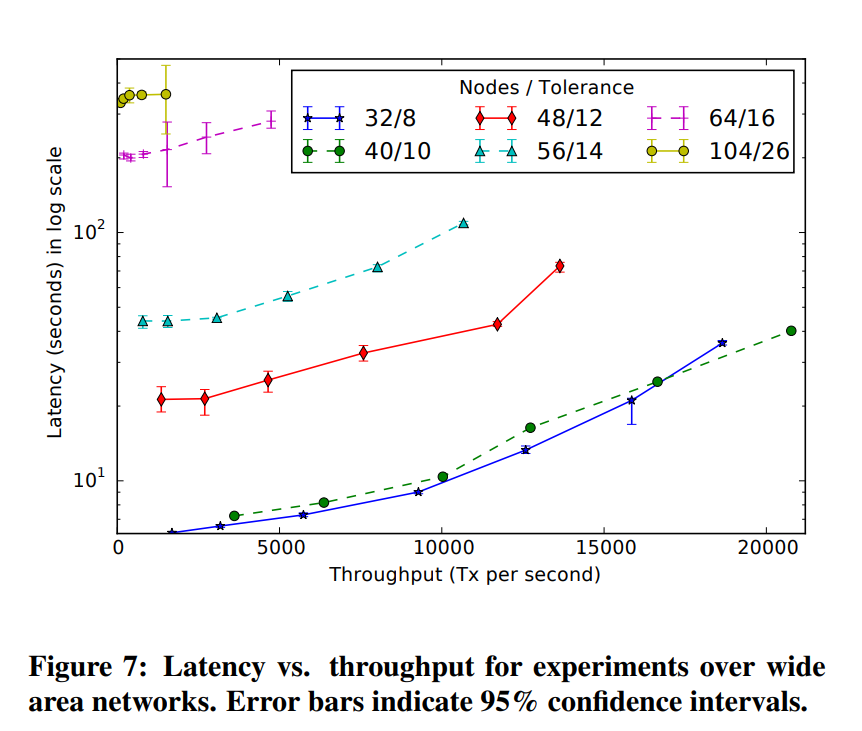 Nodes / Tolerance
32/8 48/12 64/16
40/10 56/14 104/26
Latency (seconds) in log scale
10²
10¹
0 5000 10000 15000 20000
Throughput (Tx per second)
Figure 7: Latency vs. throughput for experiments over wide
area networks. Error bars indicate 95% confidence intervals.